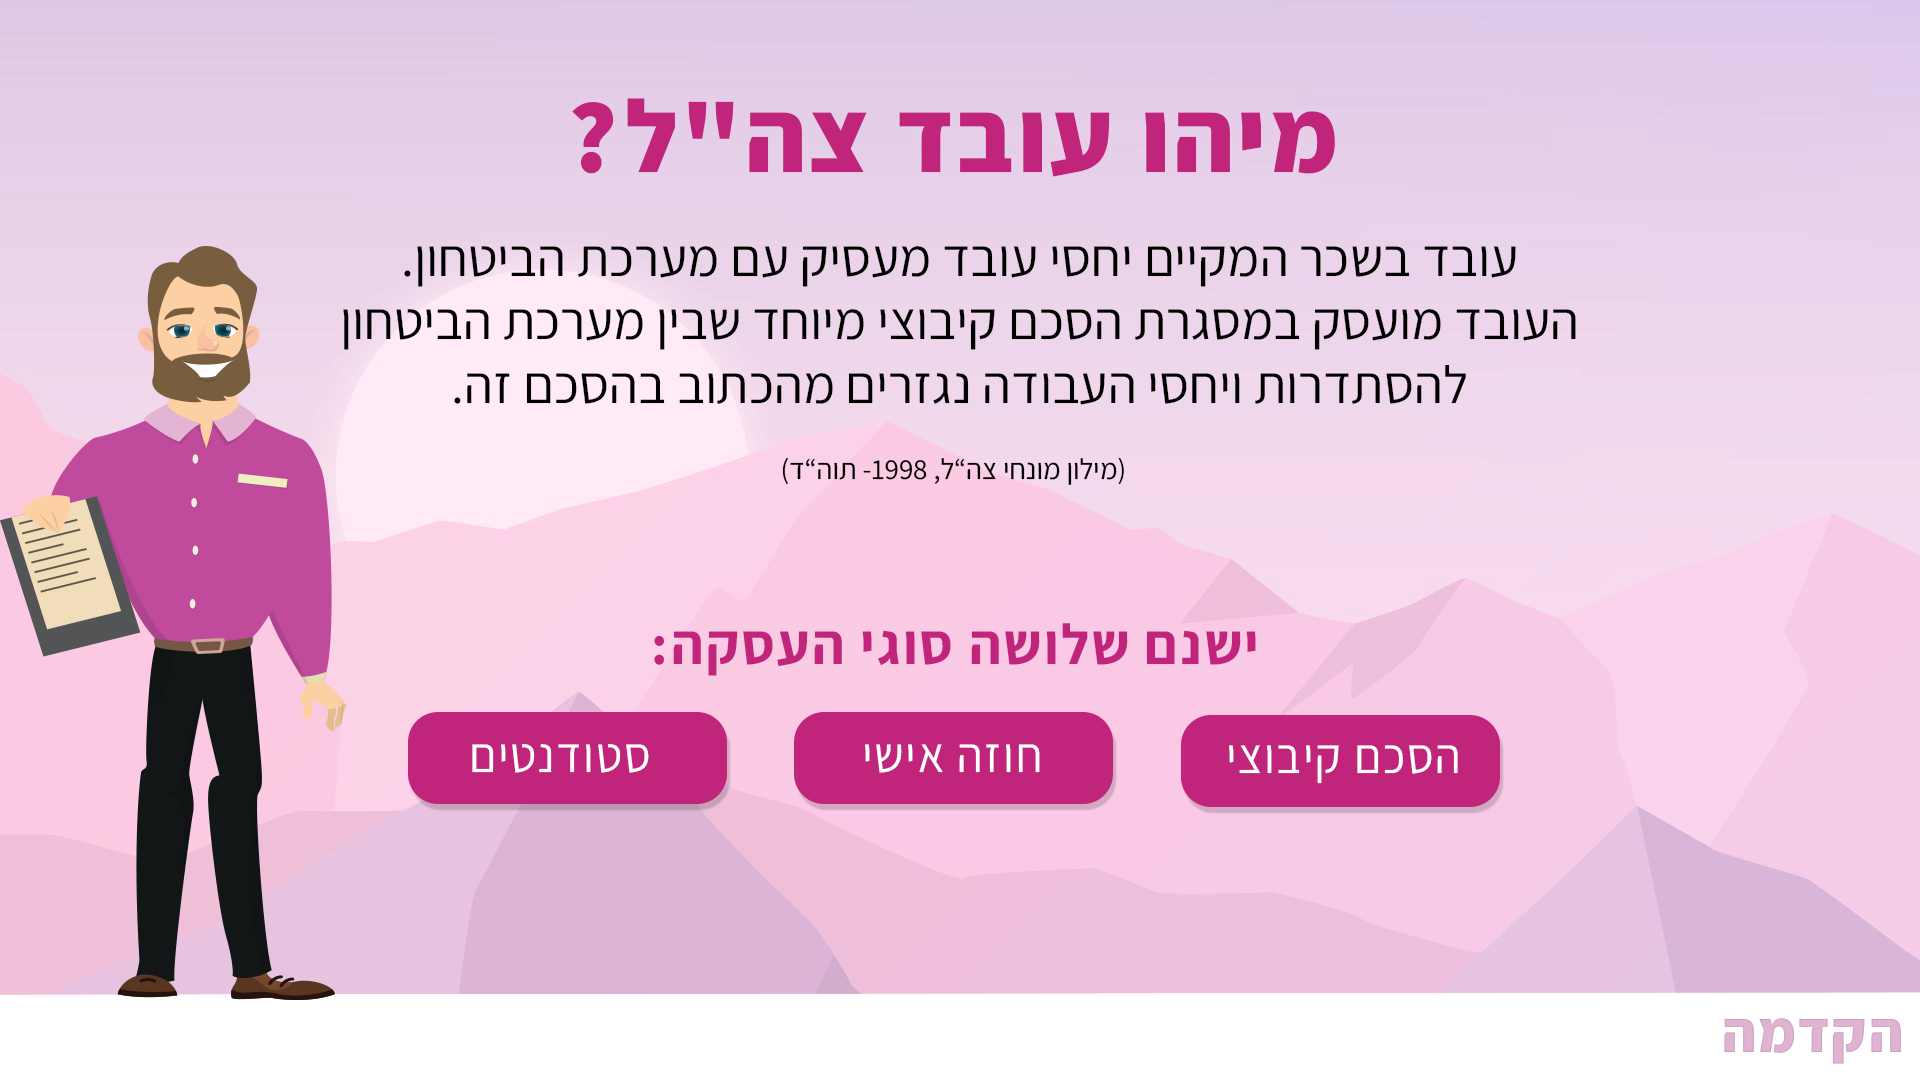 מיהו עובד צה"ל?
עובד בשכר המקיים יחסי עובד מעסיק עם מערכת הביטחון.
העובד מועסק במסגרת הסכם קיבוצי מיוחד שבין מערכת הביטחון
להסתדרות ויחסי העבודה נגזרים מהכתוב בהסכם זה.
(מילון מונחי צה“ל, 1998- תוה“ד)
ישנם שלושה סוגי העסקה:
הסכם קיבוצי
חוזה אישי
סטודנטים
הקדמה